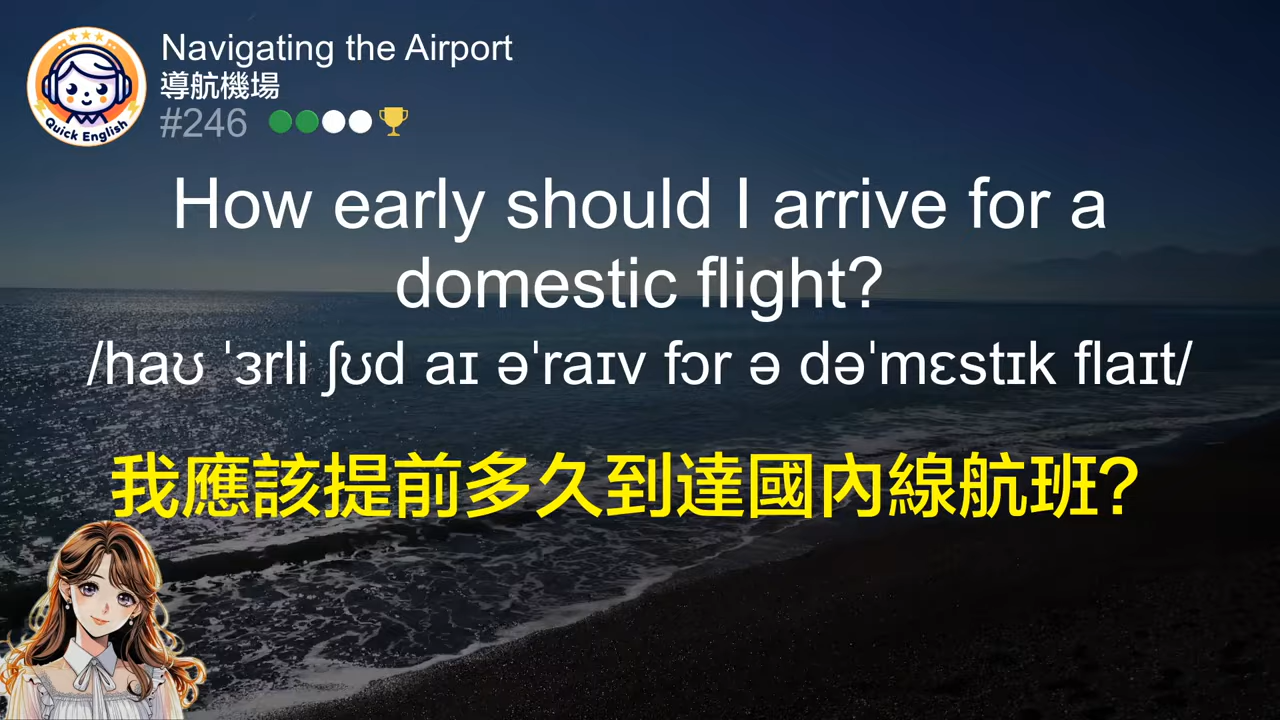 Navigating the Airport
導航機場
#246
Quick English
How early should I arrive for a
domestic flight?
/haʊ ˈɜrli ʃʊd aɪ əˈraɪv fɔr ə dəˈmɛstɪk flaɪt/
我應該提前多久到達國內線航班?